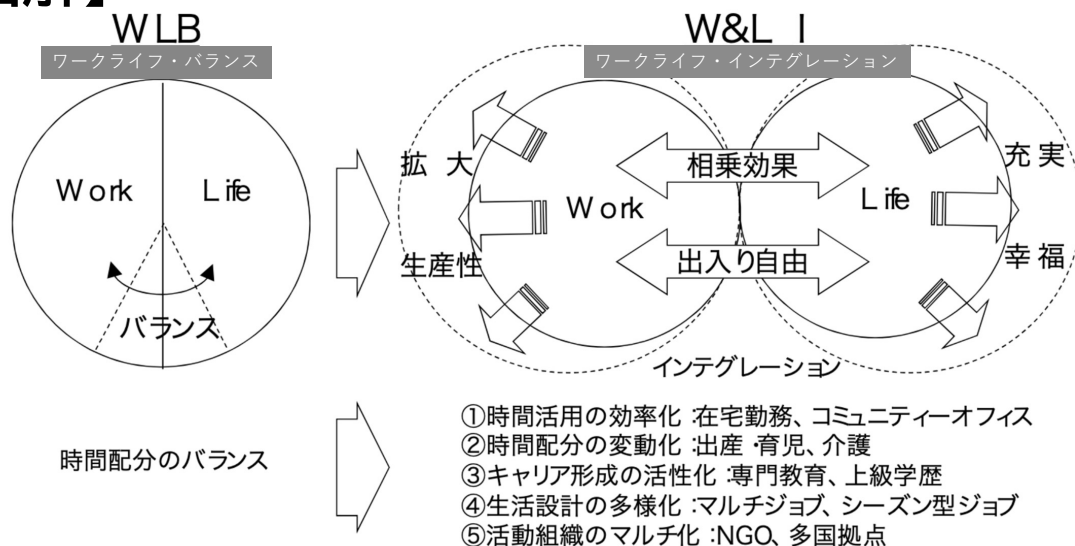 WLB
ワークライフ・バランス
Work
Life
バランス
時間配分のバランス
W&L I
ワークライフ・インテグレーション
拡 大
生産性
Work
相乗効果
出入り自由
Life
充 実
幸 福
インテグレーション
①時間活用の効率化:在宅勤務、コミュニティーオフィス
②時間配分の変動化:出産・育児、介護
③キャリア形成の活性化:専門教育、上級学歴
④生活設計の多様化:マルチジョブ、シーズン型ジョブ
⑤活動組織のマルチ化:NGO、多国拠点